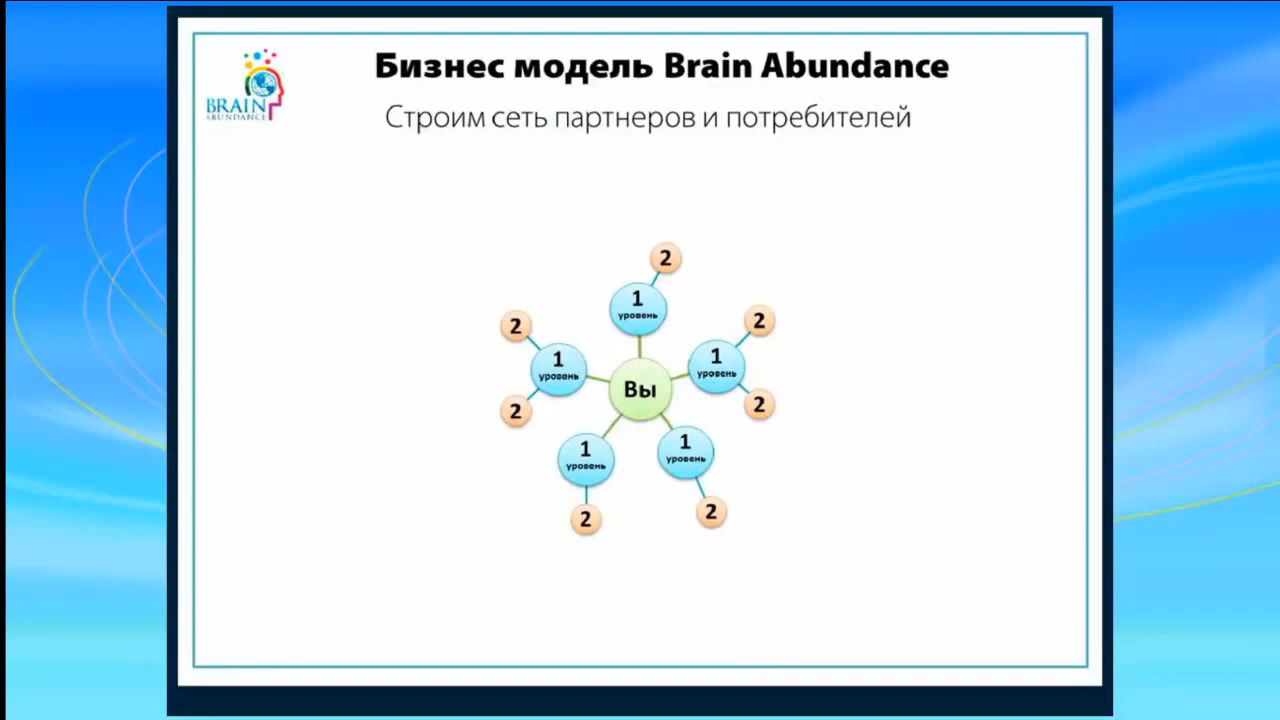 Бизнес модель Brain Abundance
BRAIN
ABUNDANCE
Строим сеть партнеров и потребителей
2
1
уровень
2
2
1
уровень
1
уровень
Вы
2
2
1
уровень
1
уровень
2
2